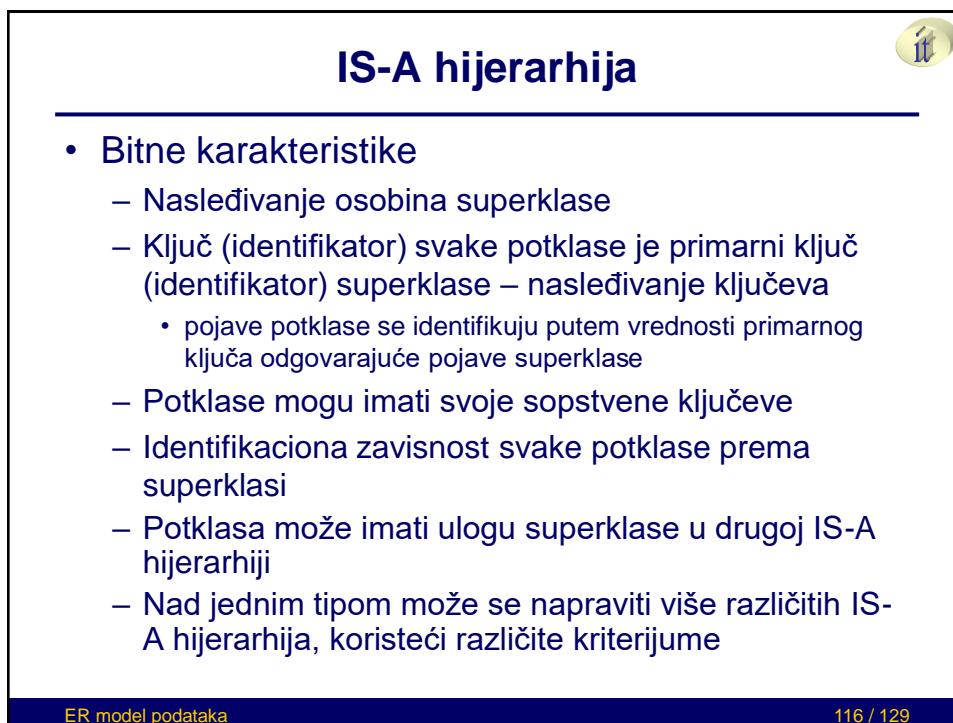 it
IS-A hijerarhija
• Bitne karakteristike
– Nasleđivanje osobina superklase
– Ključ (identifikator) svake potklase je primarni ključ
(identifikator) superklase – nasleđivanje ključeva
• pojave potklase se identifikuju putem vrednosti primarnog
ključa odgovarajuće pojave superklase
– Potklase mogu imati svoje sopstvene ključeve
– Identifikaciona zavisnost svake potklase prema
superklasi
– Potklasa može imati ulogu superklase u drugoj IS-A
hijerarhiji
– Nad jednim tipom može se napraviti više različitih IS-
A hijerarhija, koristeći različite kriterijume
ER model podataka 116 / 129